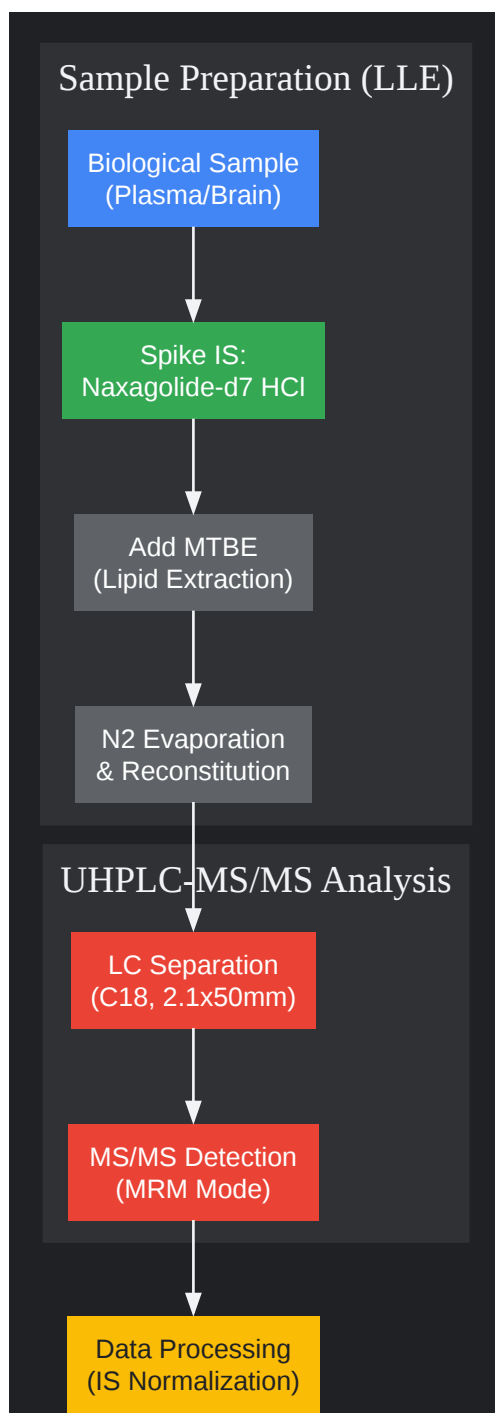 Sample Preparation (LLE)
Biological Sample
(Plasma/Brain)
Spike IS:
Naxagolide-d7 HCl
Add MTBE
(Lipid Extraction)
N2 Evaporation
& Reconstitution
UHPLC-MS/MS Analysis
LC Separation
(C18, 2.1x50mm)
MS/MS Detection
(MRM Mode)
Data Processing
(IS Normalization)